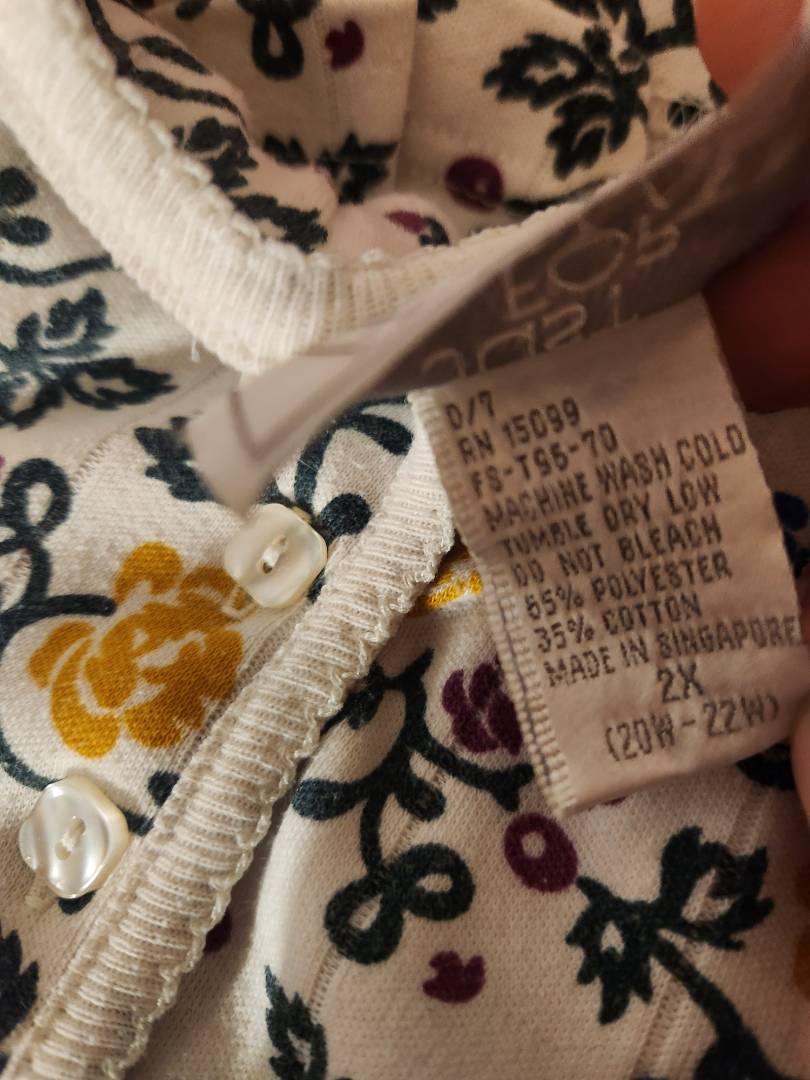 D/7
RN 15099
FS-T96-70
MACHINE WASH COLD
TUMBLE DRY LOW
DO NOT BLEACH
65% POLYESTER
35% COTTON
MADE IN SINGAPORE
2X
(20W-22W)